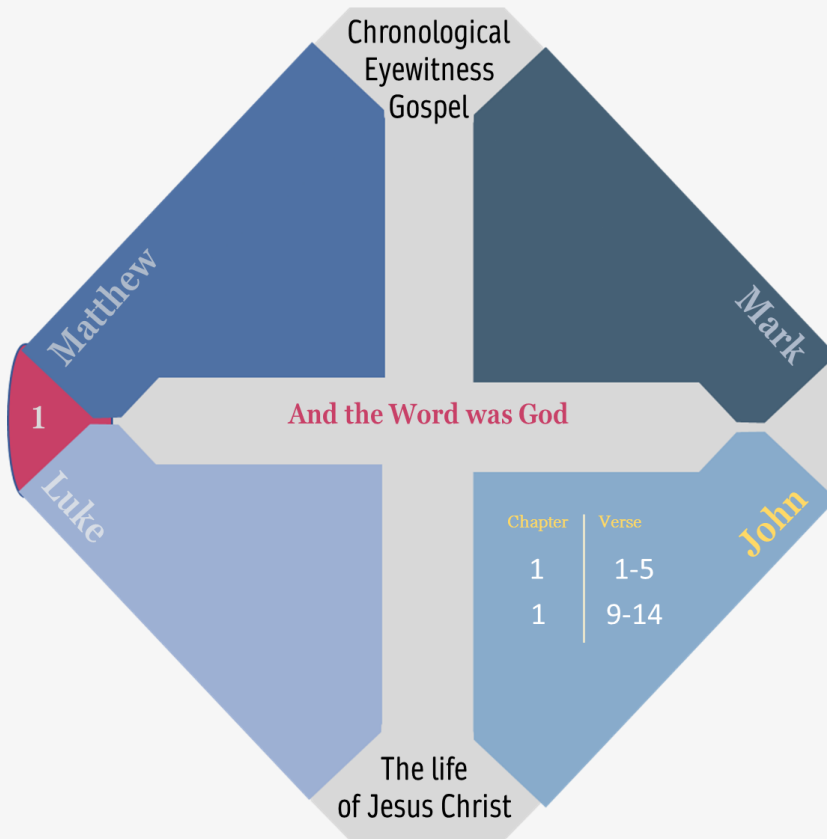 Chronological
Eyewitness
Gospel
Matthew
Mark
And the Word was God
1
Luke
John
Chapter Verse
1 1-5
1 9-14
The life
of Jesus Christ